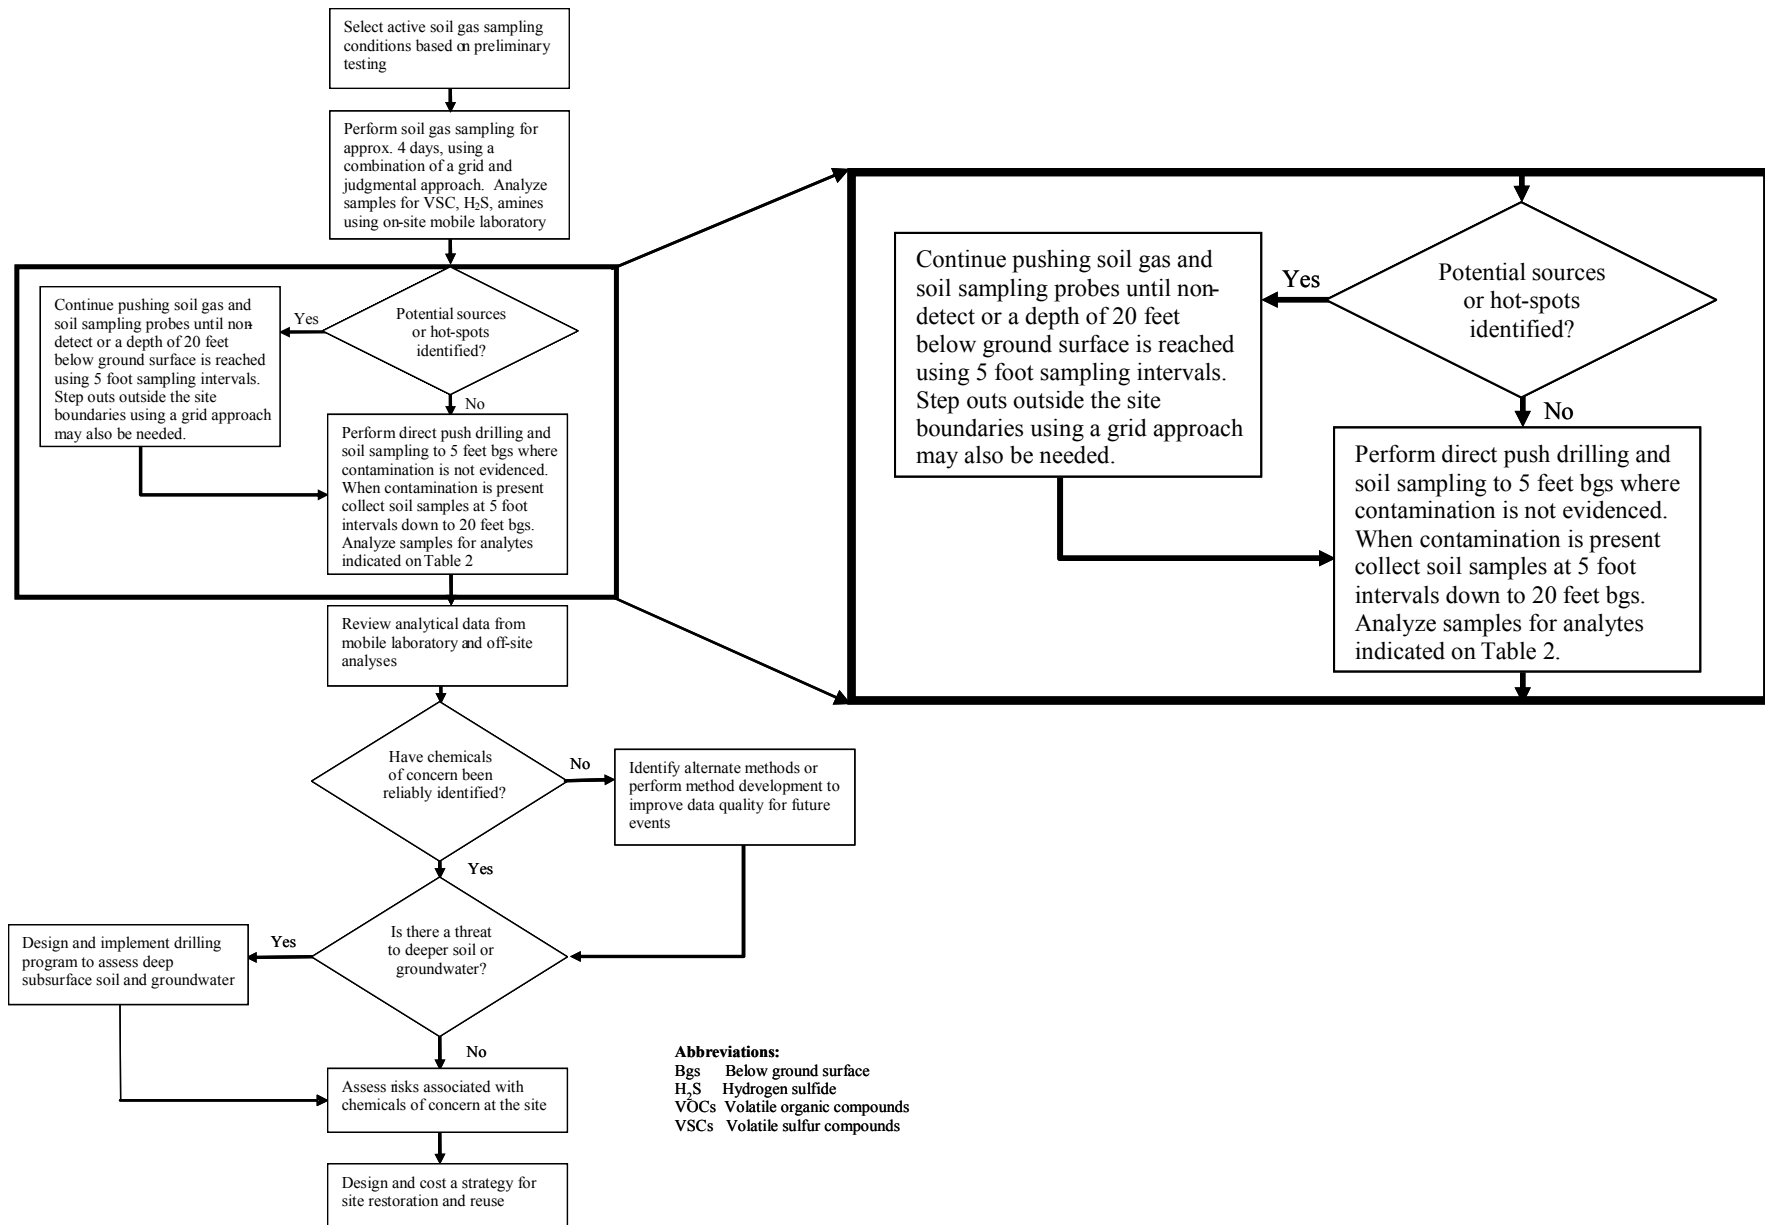 Select active soil gas sampling
conditions based on preliminary
testing
Perform soil gas sampling for
approx. 4 days, using a
combination of a grid and
judgmental approach. Analyze
samples for VSC, H₂S, amines
using on-site mobile laboratory
Potential sources
or hot-spots
identified?
Yes
Continue pushing soil gas and
soil sampling probes until non-
detect or a depth of 20 feet
below ground surface is reached
using 5 foot sampling intervals.
Step outs outside the site
boundaries using a grid approach
may also be needed.
No
Perform direct push drilling and
soil sampling to 5 feet bgs where
contamination is not evidenced.
When contamination is present
collect soil samples at 5 foot
intervals down to 20 feet bgs.
Analyze samples for analytes
indicated on Table 2
Review analytical data from
mobile laboratory and off-site
analyses
Have chemicals
of concern been
reliably identified?
No
Identify alternate methods or
perform method development to
improve data quality for future
events
Yes
Is there a threat
to deeper soil or
groundwater?
Yes
Design and implement drilling
program to assess deep
subsurface soil and groundwater
No
Assess risks associated with
chemicals of concern at the site
Design and cost a strategy for
site restoration and reuse
Potential sources
or hot-spots
identified?
Yes
Continue pushing soil gas and
soil sampling probes until non-
detect or a depth of 20 feet
below ground surface is reached
using 5 foot sampling intervals.
Step outs outside the site
boundaries using a grid approach
may also be needed.
No
Perform direct push drilling and
soil sampling to 5 feet bgs where
contamination is not evidenced.
When contamination is present
collect soil samples at 5 foot
intervals down to 20 feet bgs.
Analyze samples for analytes
indicated on Table 2.
Abbreviations:
Bgs Below ground surface
H₂S Hydrogen sulfide
VOCs Volatile organic compounds
VSCs Volatile sulfur compounds